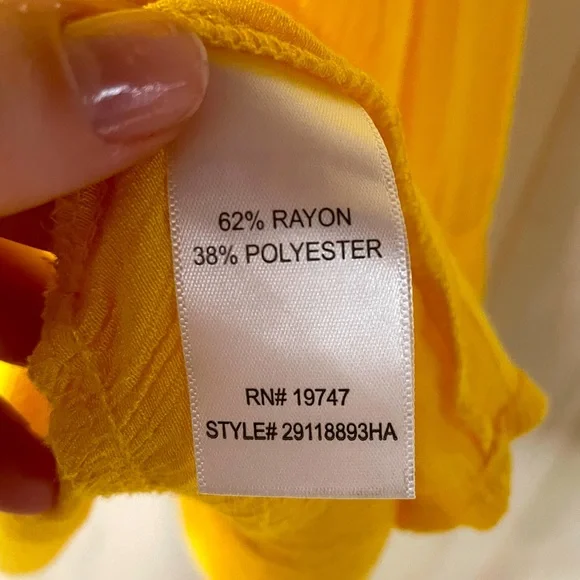 62% RAYON
38% POLYESTER
RN# 19747
STYLE# 29118893HA